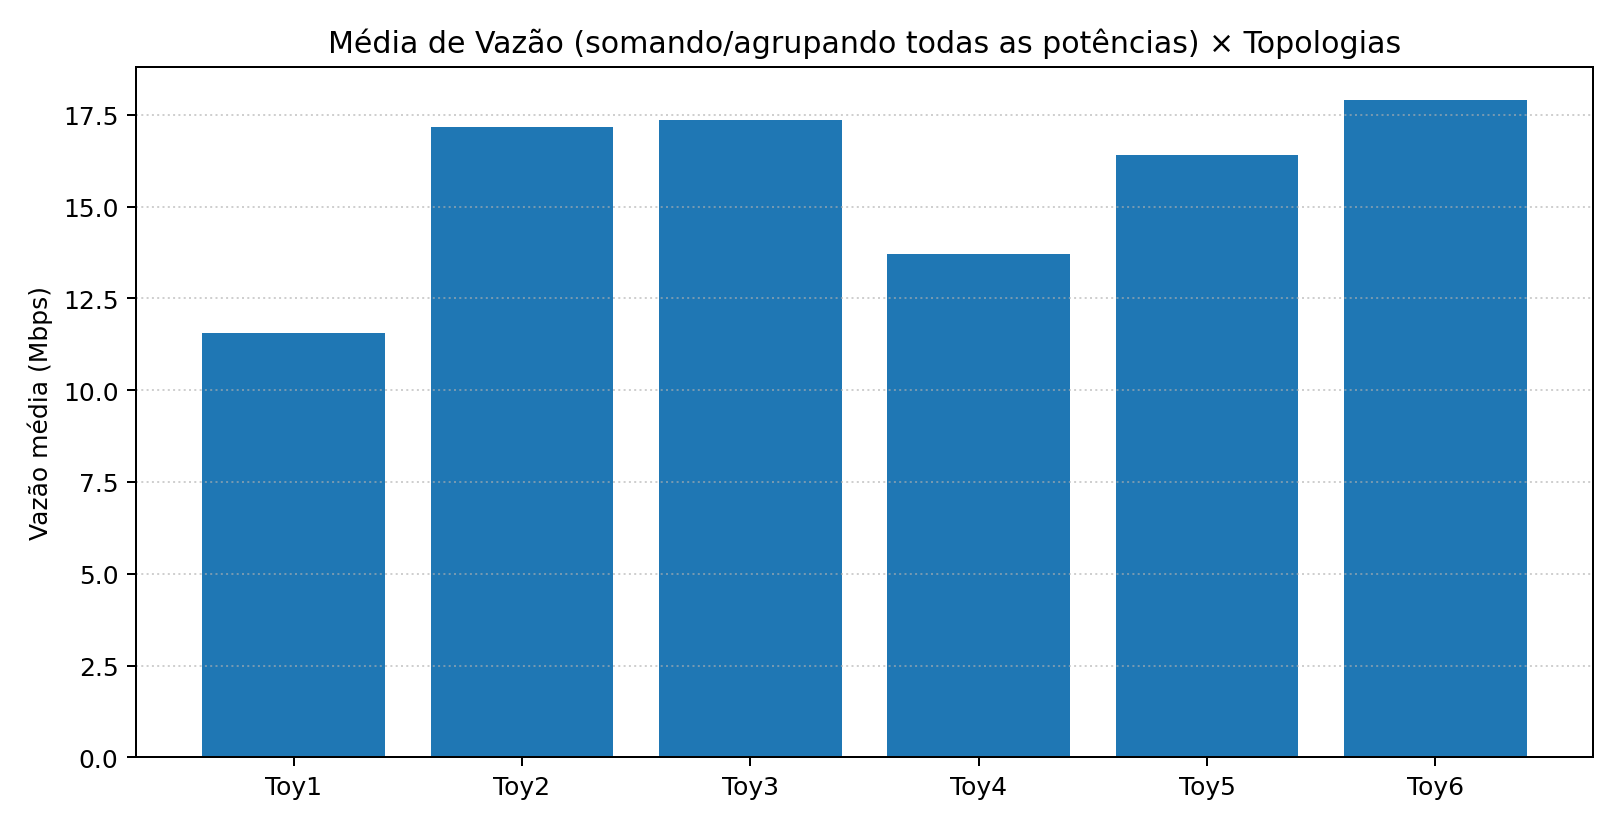 Média de Vazão (somando/agrupando todas as potências) × Topologias
Vazão média (Mbps)
17.5
15.0
12.5
10.0
7.5
5.0
2.5
0.0
Toy1 Toy2 Toy3 Toy4 Toy5 Toy6